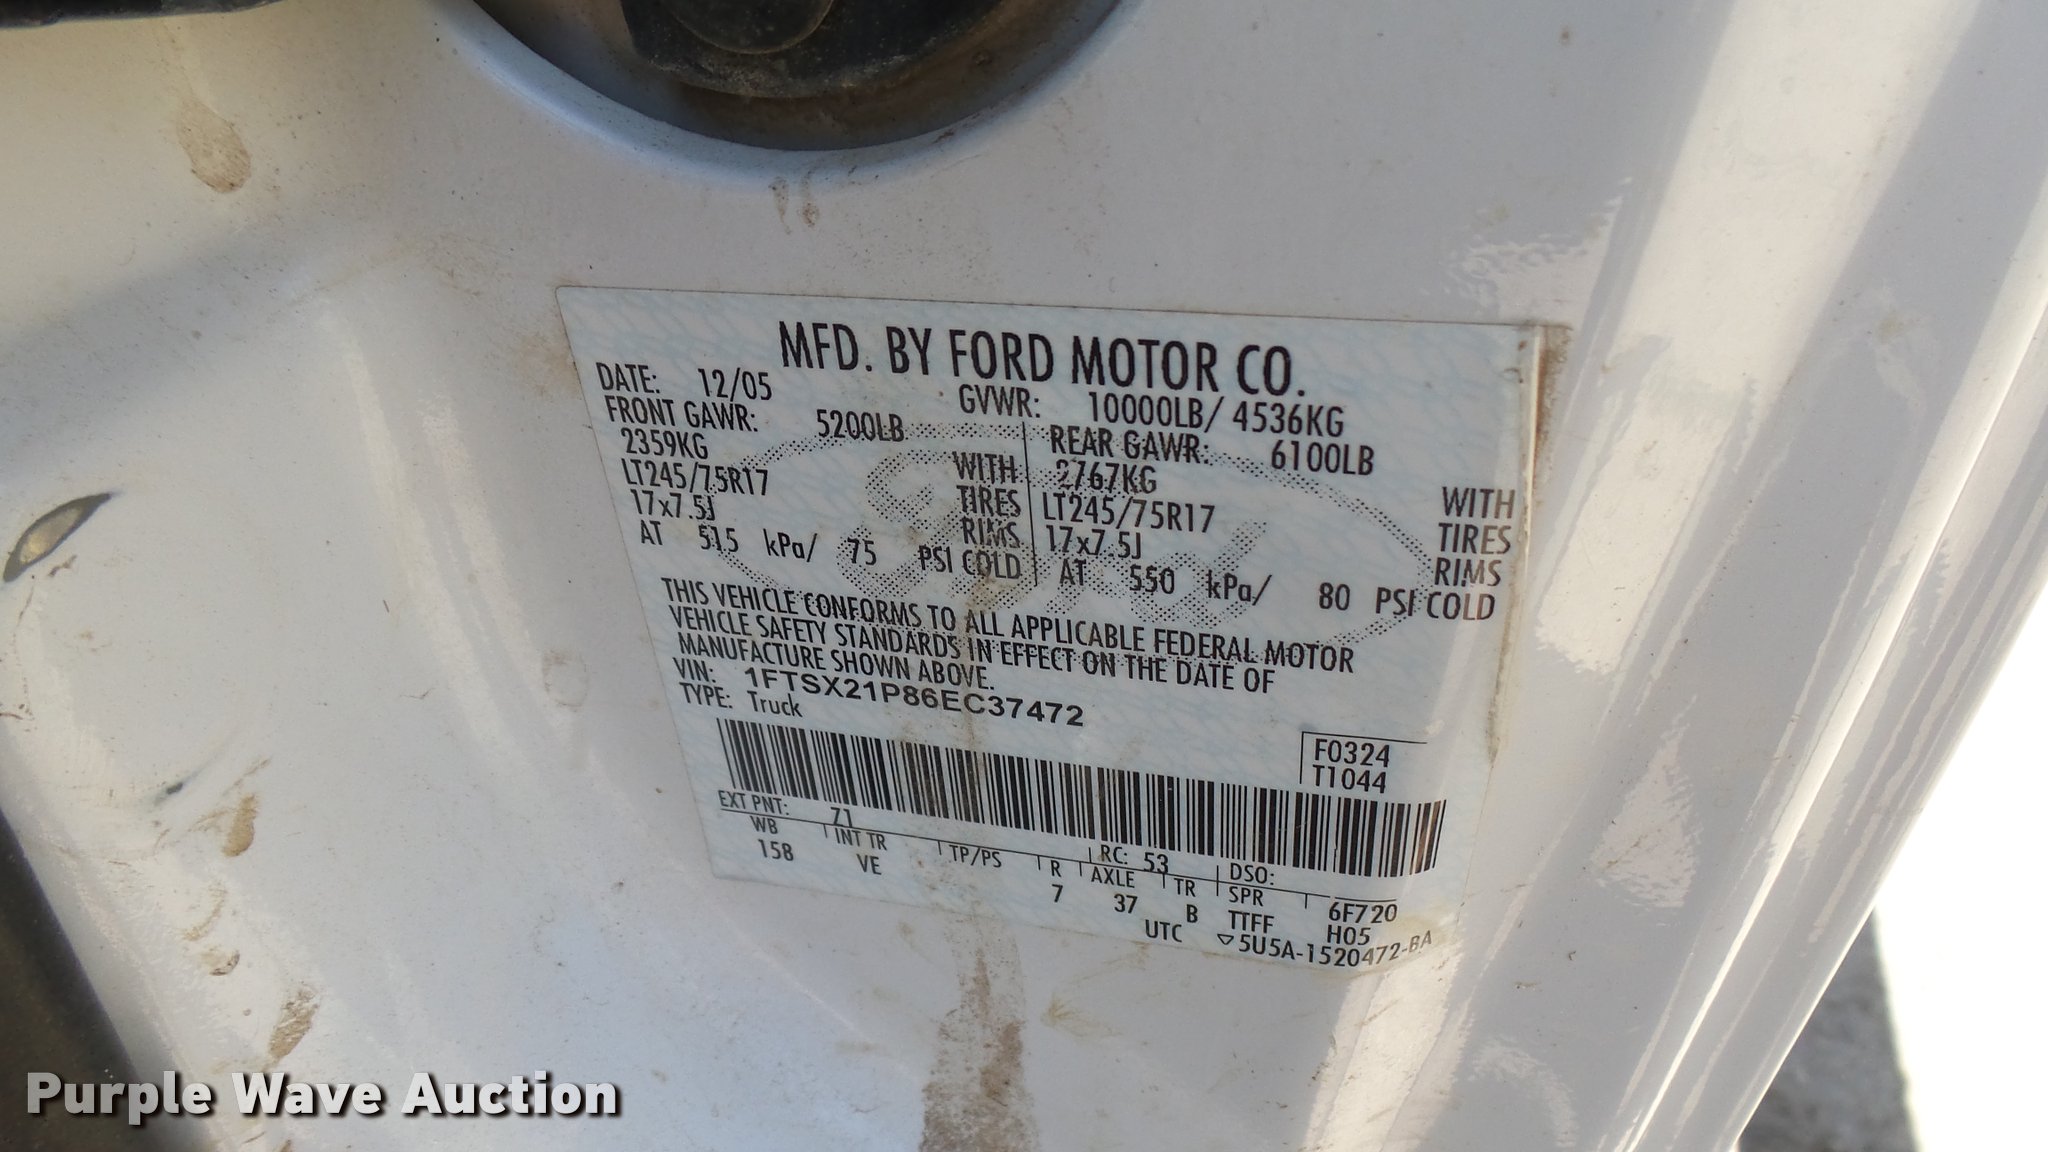 MFD. BY FORD MOTOR CO.
DATE: 12/05 GVWR: 10000LB/ 4536KG
FRONT GAWR: 5200LB REAR GAWR: 6100LB
2359KG WITH 2767KG WITH
LT245/75R17 TIRES LT245/75R17 TIRES
17x7.5J RIMS 17x7.5J RIMS
AT 515 kPa/ 75 PSI COLD AT 550 kPa/ 80 PSI COLD
THIS VEHICLE CONFORMS TO ALL APPLICABLE FEDERAL MOTOR
VEHICLE SAFETY STANDARDS IN EFFECT ON THE DATE OF
MANUFACTURE SHOWN ABOVE.
VIN: 1FTSX21P86EC37472
TYPE: Truck
F0324
T1044
EXT PNT: Z1 RC: 53 DSO:
WB INT TR TP/PS R AXLE TR SPR 6F720
158 VE 7 37 B TTFF H05
UTC ▽5U5A-1520472-BA
Ford
Purple Wave Auction